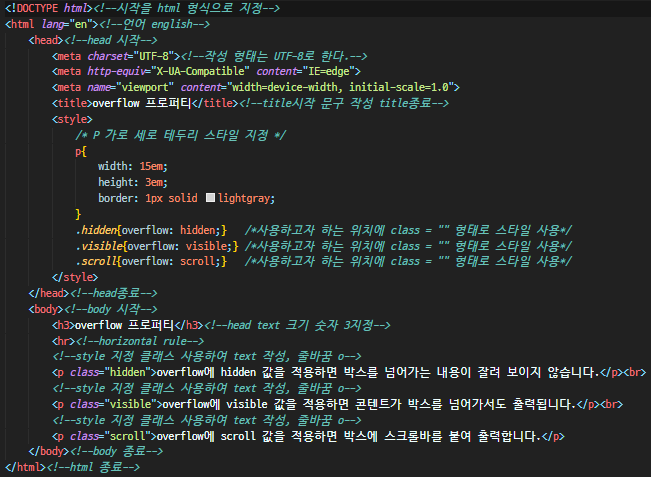 <!DOCTYPE html><!--시작을 html 형식으로 지정-->
<html lang="en"><!--언어 english-->
<head><!--head 시작-->
<meta charset="UTF-8"><!--작성 형태는 UTF-8로 한다.-->
<meta http-equiv="X-UA-Compatible" content="IE=edge">
<meta name="viewport" content="width=device-width, initial-scale=1.0">
<title>overflow 프로퍼티</title><!--title시작 문구 작성 title종료-->
<style>
/* P 가로 세로 테두리 스타일 지정 */
p{
width: 15em;
height: 3em;
border: 1px solid lightgray;
}
.hidden{overflow: hidden;} /*사용하고자 하는 위치에 class = "" 형태로 스타일 사용*/
.visible{overflow: visible;} /*사용하고자 하는 위치에 class = "" 형태로 스타일 사용*/
.scroll{overflow: scroll;} /*사용하고자 하는 위치에 class = "" 형태로 스타일 사용*/
</style>
</head><!--head종료-->
<body><!--body 시작-->
<h3>overflow 프로퍼티</h3><!--head text 크기 숫자 3지정-->
<hr><!--horizontal rule-->
<!--style 지정 클래스 사용하여 text 작성, 줄바꿈 o-->
<p class="hidden">overflow에 hidden 값을 적용하면 박스를 넘어가는 내용이 잘려 보이지 않습니다.</p><br>
<!--style 지정 클래스 사용하여 text 작성, 줄바꿈 o-->
<p class="visible">overflow에 visible 값을 적용하면 콘텐트가 박스를 넘어가서도 출력됩니다.</p><br>
<!--style 지정 클래스 사용하여 text 작성, 줄바꿈 o-->
<p class="scroll">overflow에 scroll 값을 적용하면 박스에 스크롤바를 붙여 출력합니다.</p>
</body><!--body 종료-->
</html><!--html 종료-->